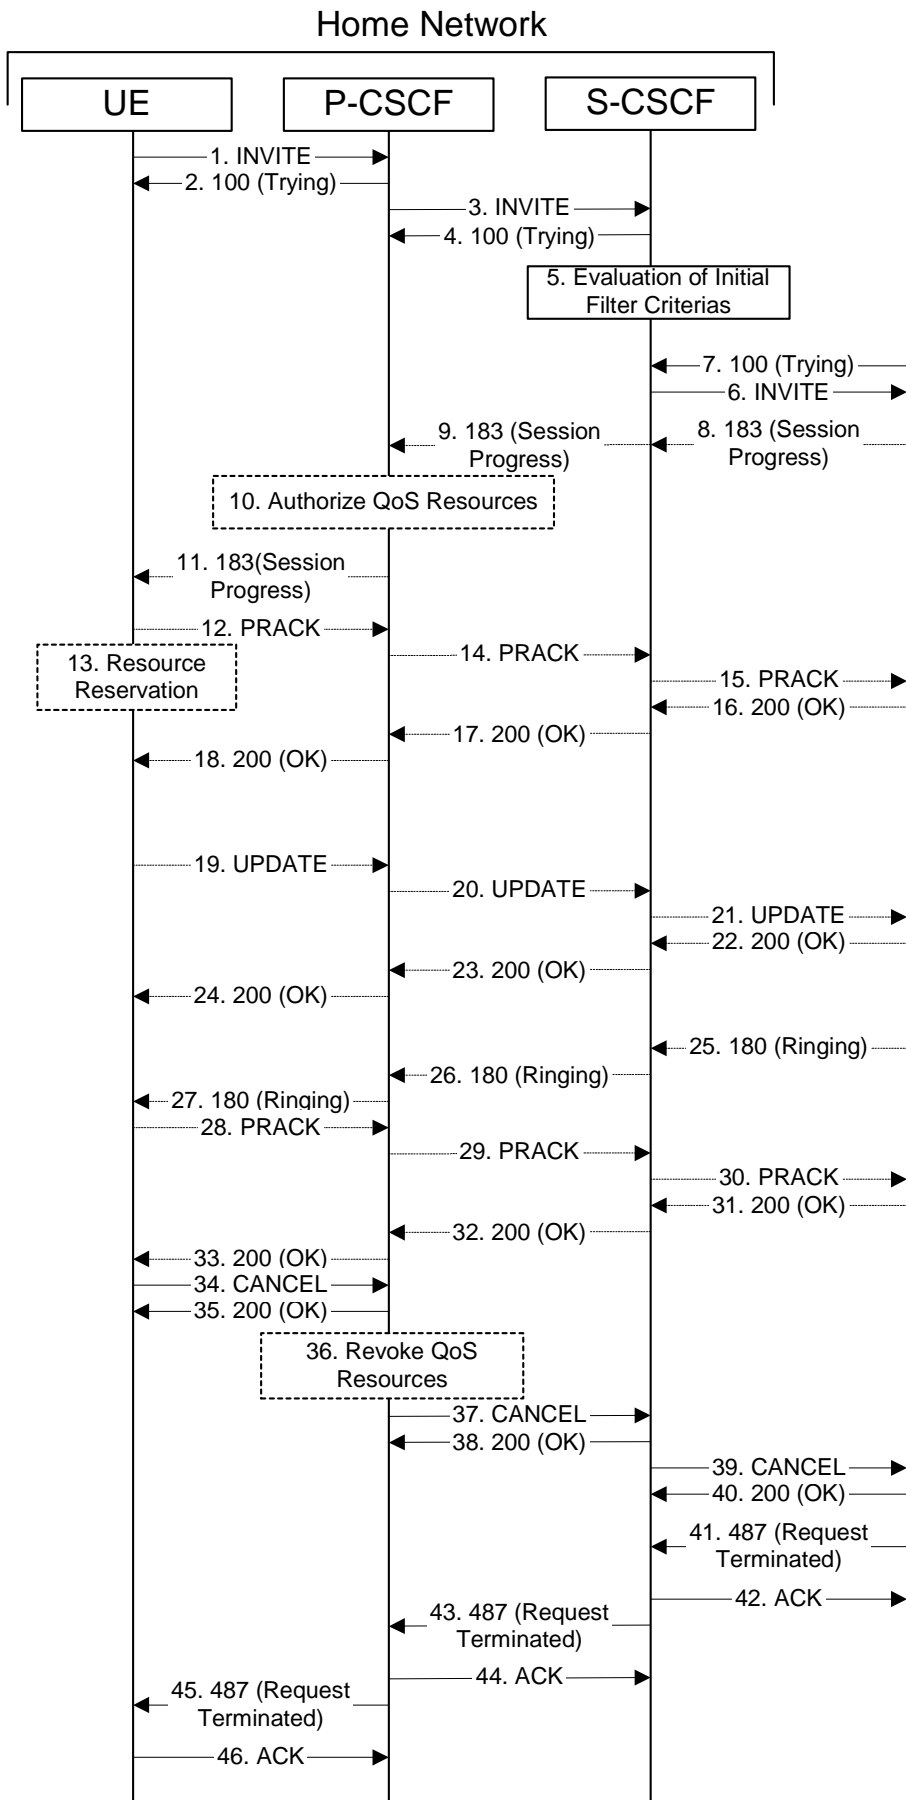 Home Network
UE
P-CSCF
S-CSCF
1. INVITE
2. 100 (Trying)
3. INVITE
4. 100 (Trying)
5. Evaluation of Initial
Filter Criterias
7. 100 (Trying)
6. INVITE
9. 183 (Session
Progress)
8. 183 (Session
Progress)
10. Authorize QoS Resources
11. 183(Session
Progress)
12. PRACK
13. Resource
Reservation
14. PRACK
15. PRACK
16. 200 (OK)
17. 200 (OK)
18. 200 (OK)
19. UPDATE
20. UPDATE
21. UPDATE
22. 200 (OK)
23. 200 (OK)
24. 200 (OK)
25. 180 (Ringing)
26. 180 (Ringing)
27. 180 (Ringing)
28. PRACK
29. PRACK
30. PRACK
31. 200 (OK)
32. 200 (OK)
33. 200 (OK)
34. CANCEL
35. 200 (OK)
36. Revoke QoS
Resources
37. CANCEL
38. 200 (OK)
39. CANCEL
40. 200 (OK)
41. 487 (Request
Terminated)
42. ACK
43. 487 (Request
Terminated)
44. ACK
45. 487 (Request
Terminated)
46. ACK